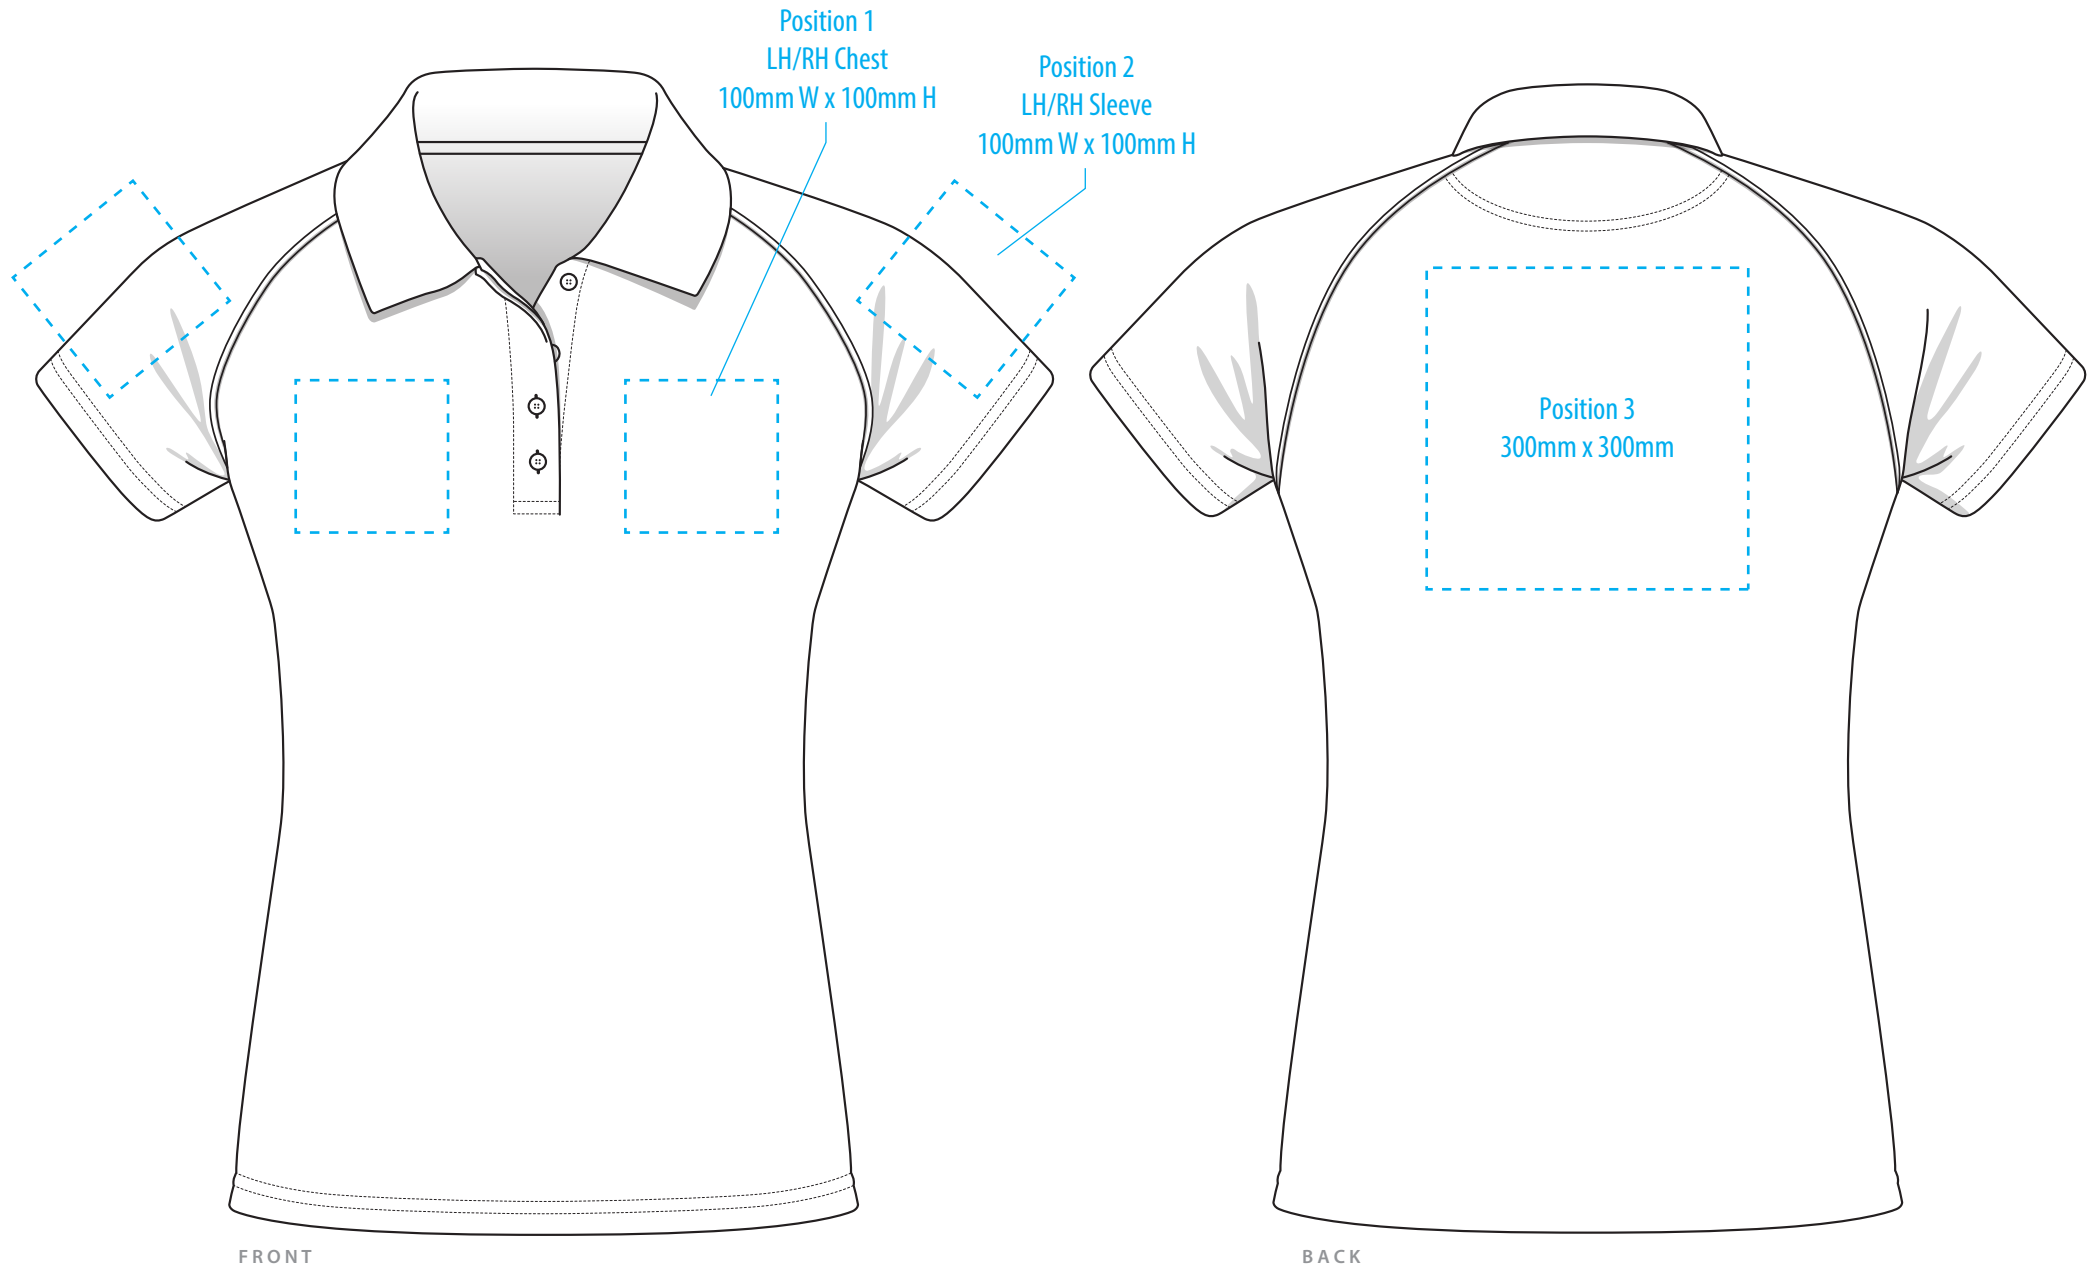 Position 1
LH/RH Chest
100mm W x 100mm H
Position 2
LH/RH Sleeve
100mm W x 100mm H
Position 3
300mm x 300mm
FRONT
BACK